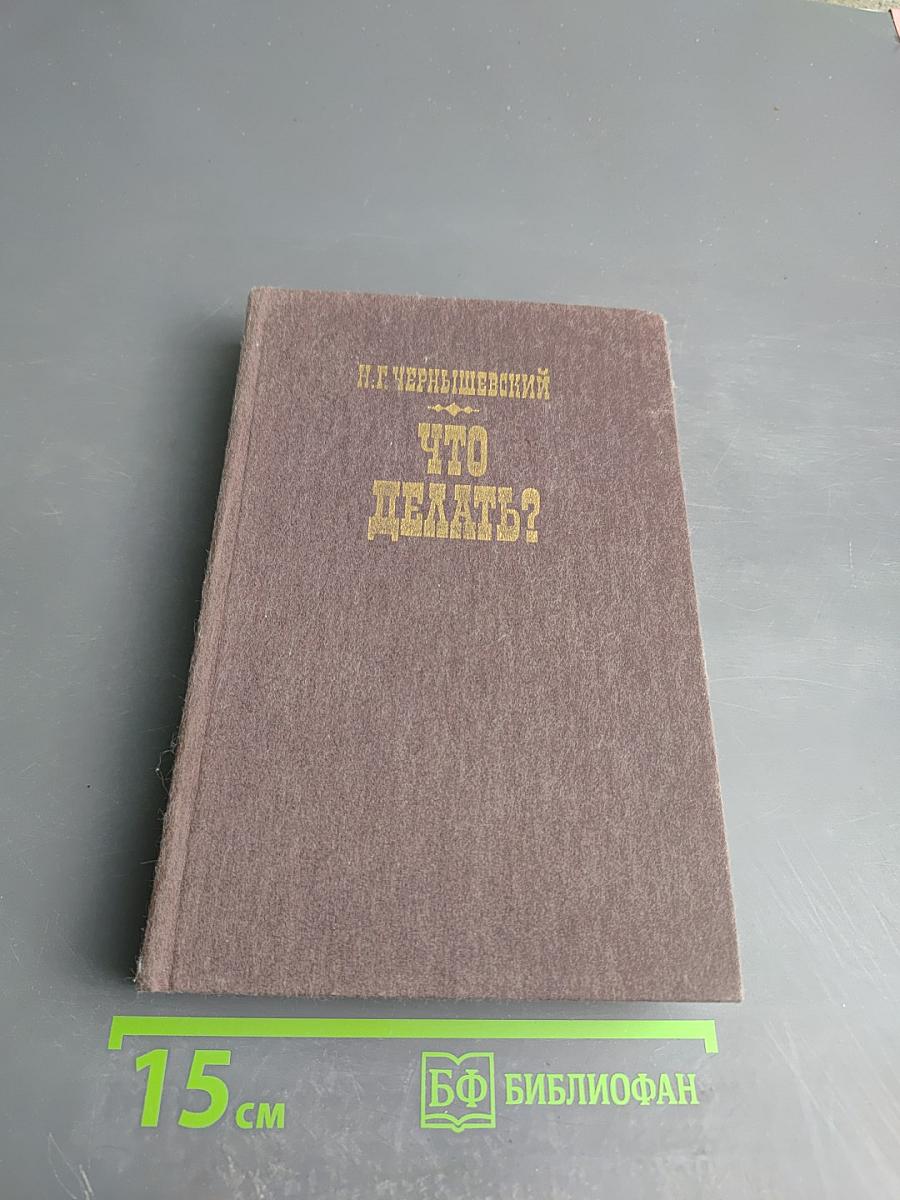 Н.Г. ЧЕРНЫШЕВСКИЙ
ЧТО
ДЕЛАТЬ?
15 см
БФ БИБЛИОФАН